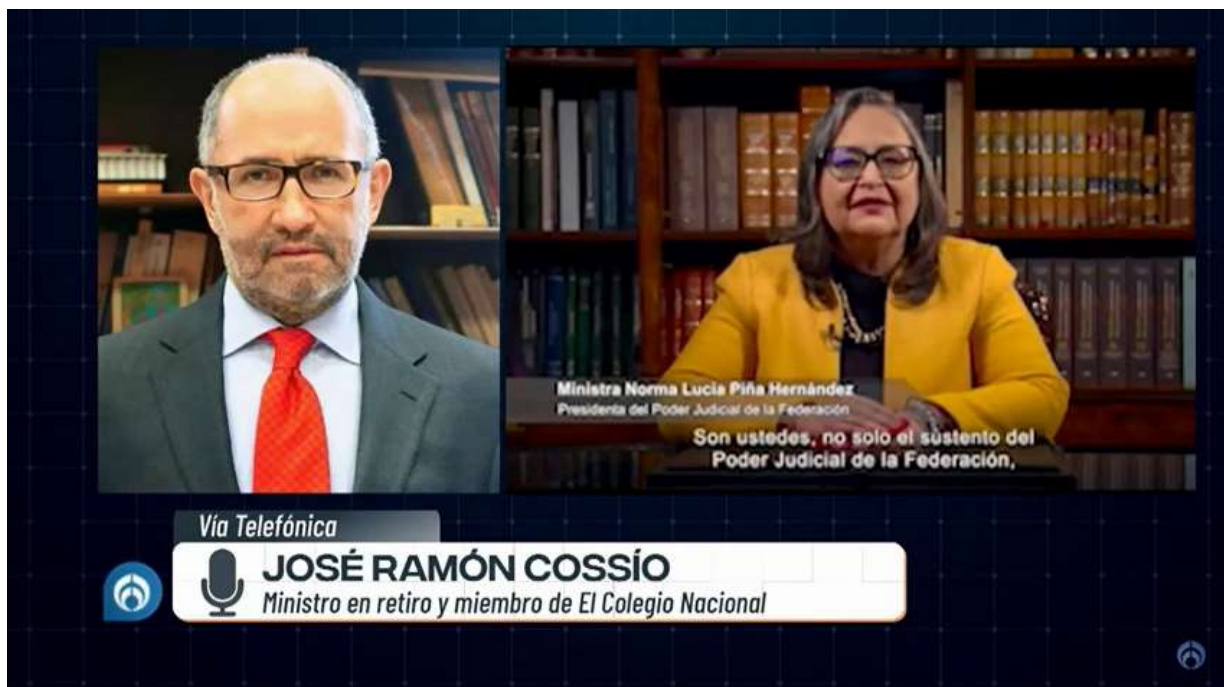 Ministra Norma Lucia Piña Hernández
Presidenta del Poder Judicial de la Federación
Son ustedes, no solo el sustento del
Poder Judicial de la Federación,
Vía Telefónica
JOSÉ RAMÓN COSSÍO
Ministro en retiro y miembro de El Colegio Nacional